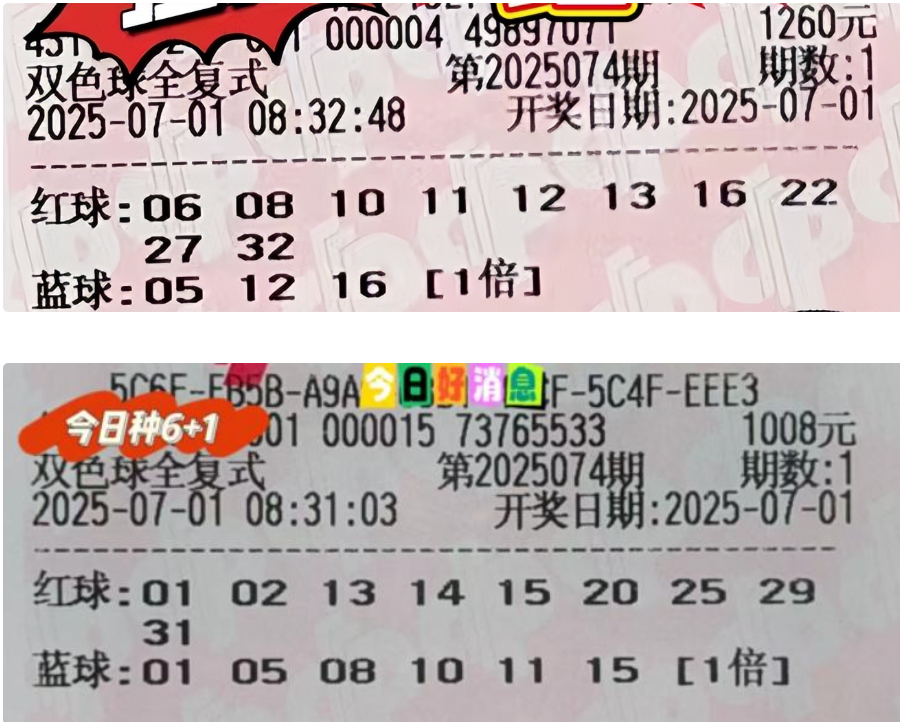 000004 49897071 1260元
双色球全复式 第2025074期 期数:1
2025-07-01 08:32:48 开奖日期:2025-07-01
红球:06 08 10 11 12 13 16 22
27 32
蓝球:05 12 16 [1倍]
5C6F-FB5B-A9A 今日好消息 F-5C4F-EEE3
今日种6+1 001 000015 73765533 1008元
双色球全复式 第2025074期 期数:1
2025-07-01 08:31:03 开奖日期:2025-07-01
红球:01 02 13 14 15 20 25 29
31
蓝球:01 05 08 10 11 15 [1倍]